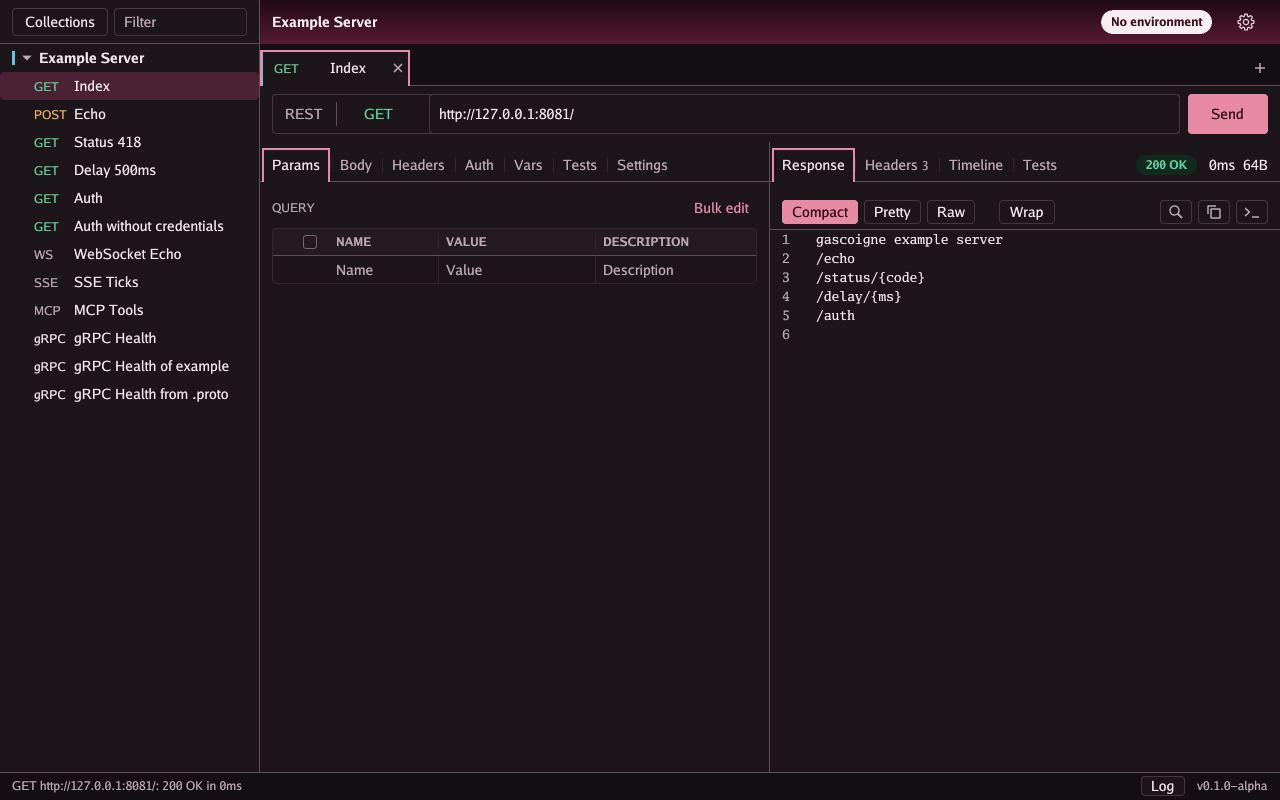 Collections
Filter
Example Server
No environment
Example Server
GET Index
POST Echo
GET Status 418
GET Delay 500ms
GET Auth
GET Auth without credentials
WS WebSocket Echo
SSE SSE Ticks
MCP MCP Tools
gRPC gRPC Health
gRPC gRPC Health of example
gRPC gRPC Health from .proto
GET Index
REST GET http://127.0.0.1:8081/ Send
Params Body Headers Auth Vars Tests Settings
QUERY Bulk edit
NAME VALUE DESCRIPTION
Name Value Description
Response Headers 3 Timeline Tests 200 OK 0ms 64B
Compact Pretty Raw Wrap
1 gascoigne example server
2 /echo
3 /status/{code}
4 /delay/{ms}
5 /auth
6
GET http://127.0.0.1:8081/: 200 OK in 0ms
Log v0.1.0-alpha